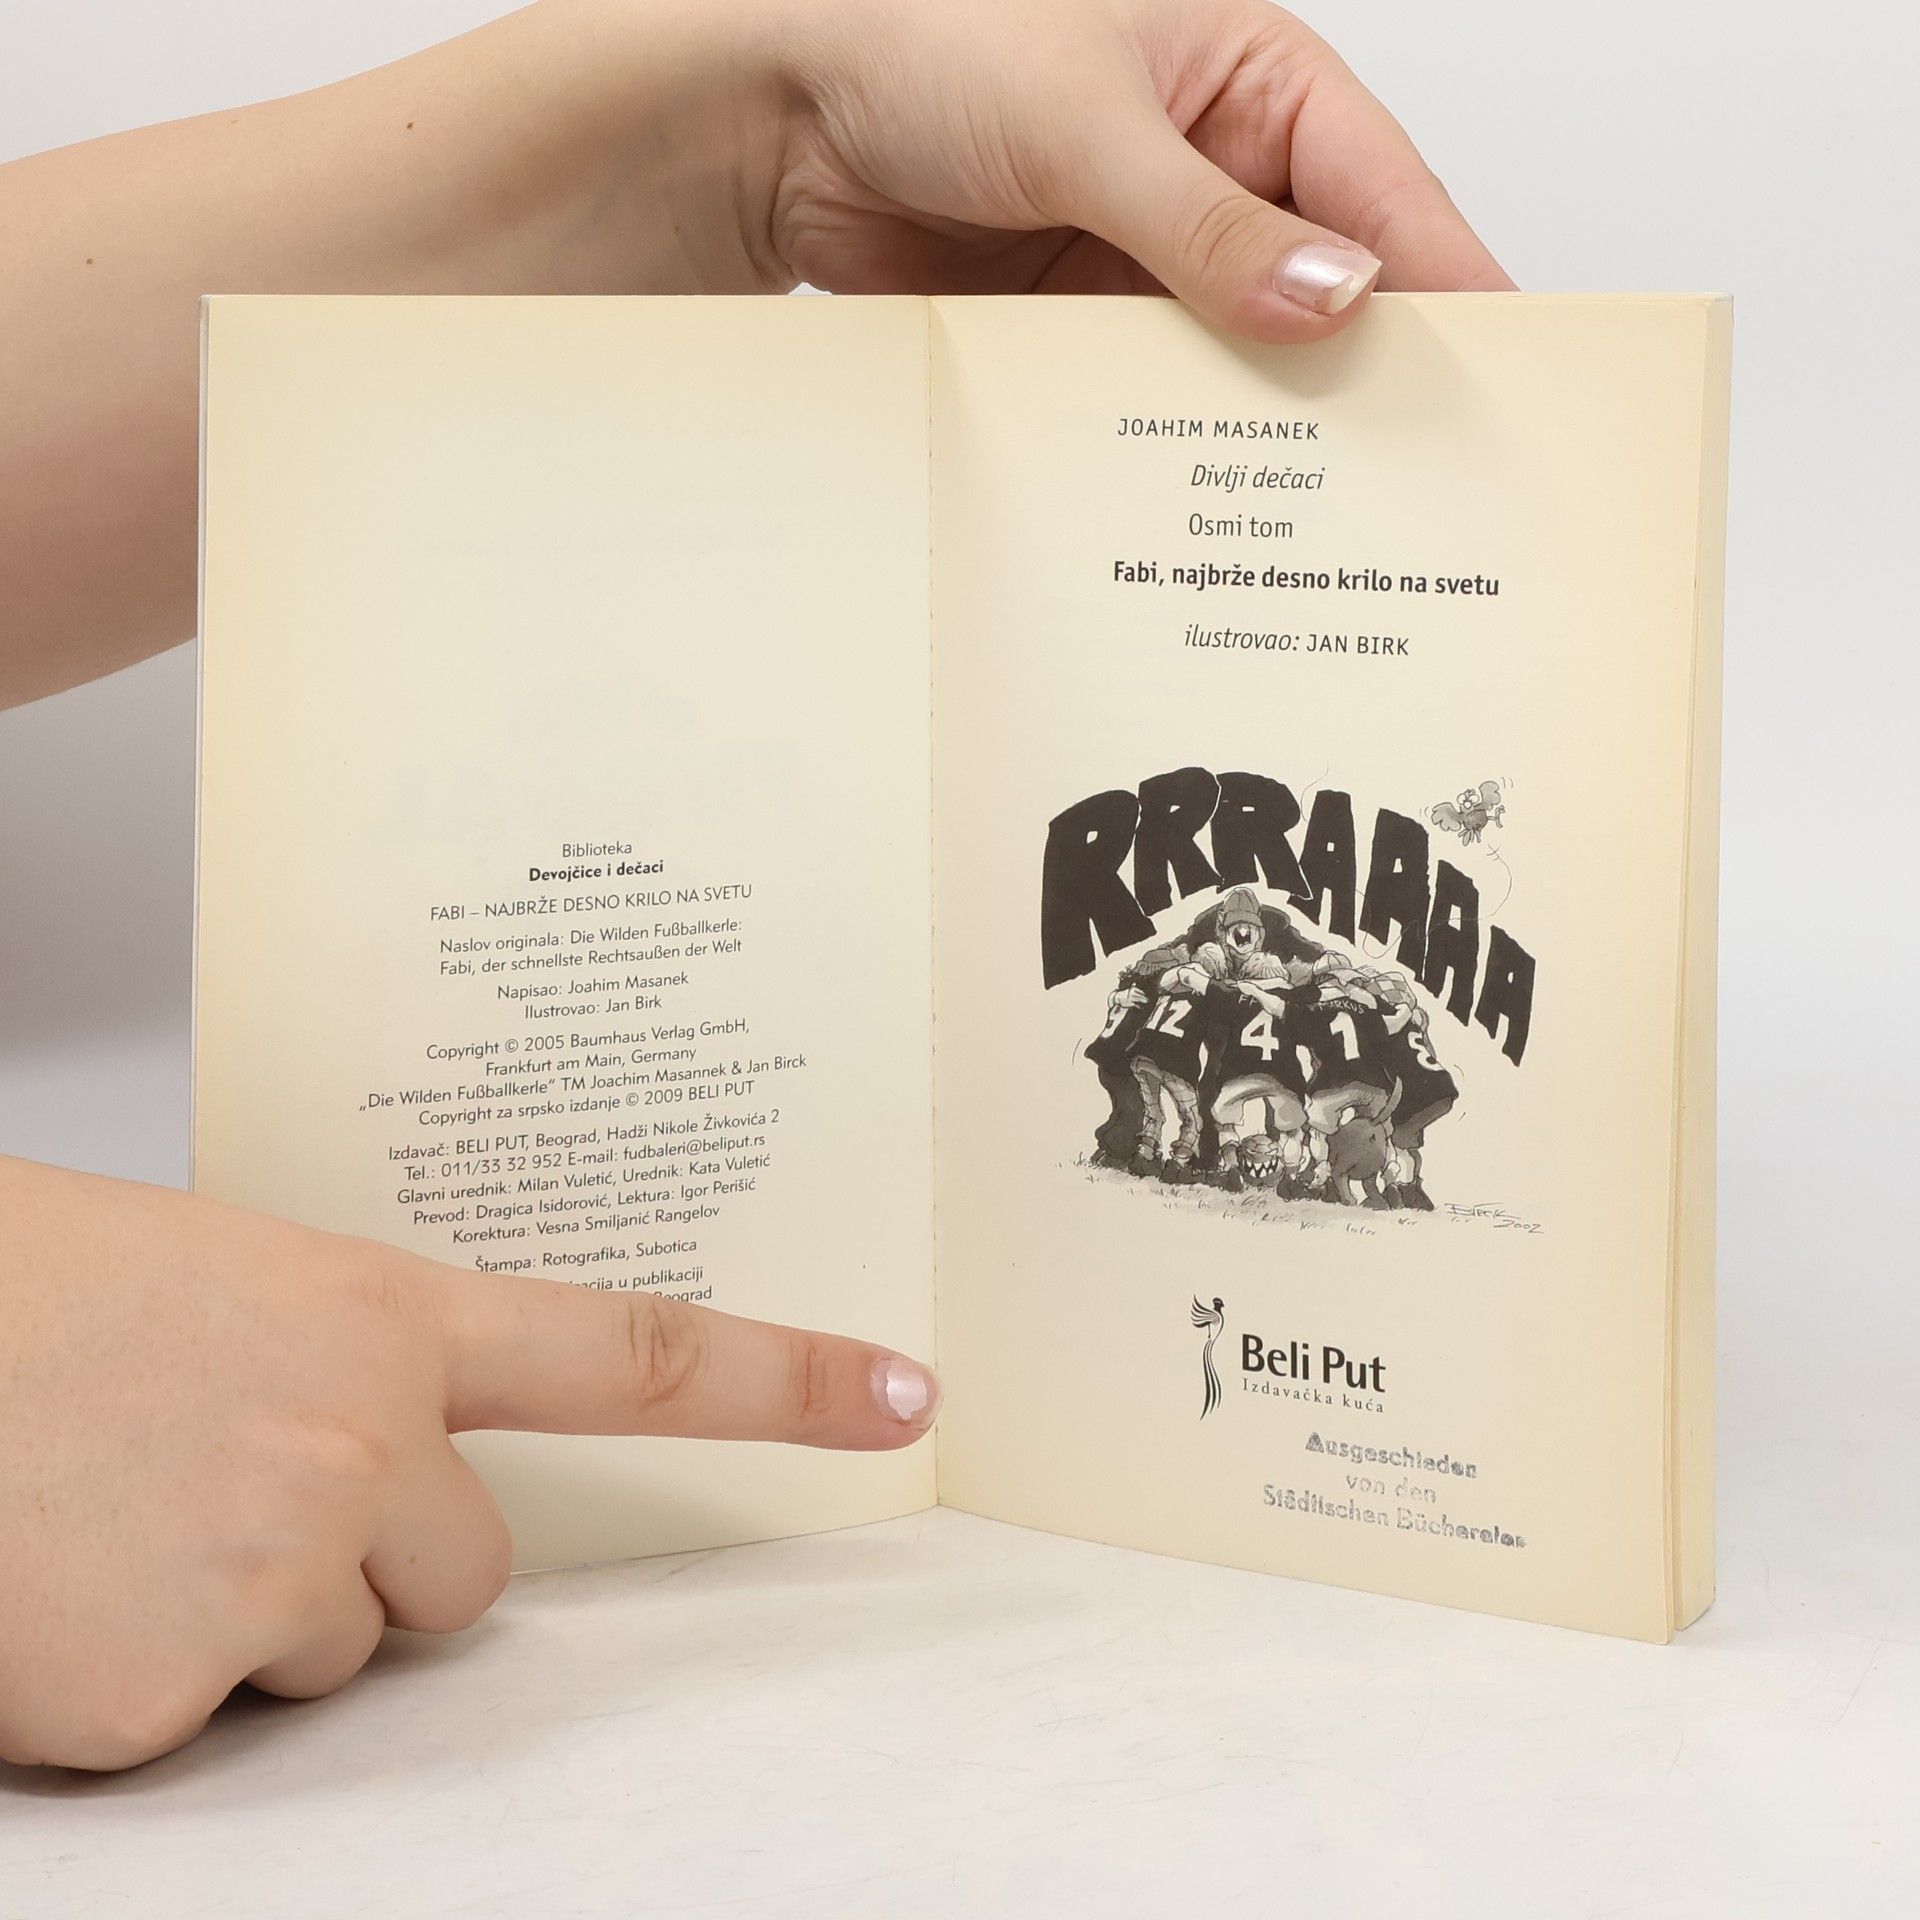 Biblioteka
Devojčice i dečaci
FABI – NAJBRŽE DESNO KRILO NA SVETU
Naslov originala: Die Wilden Fußballkerle:
Fabi, der schnellste Rechtsaußen der Welt
Napisao: Joahim Masanek
Ilustrovao: Jan Birk
Copyright © 2005 Baumhaus Verlag GmbH,
Frankfurt am Main, Germany
„Die Wilden Fußballkerle“ TM Joachim Masannek & Jan Birck
Copyright za srpsko izdanje © 2009 BELI PUT
Izdavač: BELI PUT, Beograd, Hadži Nikole Živkovića 2
Tel.: 011/33 32 952 E-mail: fudbaleri@beliput.rs
Glavni urednik: Milan Vuletić, Urednik: Kata Vuletić
Prevod: Dragica Isidorović, Lektura: Igor Perišić
Korektura: Vesna Smiljanić Rangelov
Štampa: Rotografika, Subotica
u publikaciji
JOAHIM MASANEK
Divlji dečaci
Osmi tom
Fabi, najbrže desno krilo na svetu
ilustrovao: JAN BIRK
RRRAAAA
9 12 4 1
MARKUS
2002
Beli Put
Izdavačka kuća
Ausgeschieden
von den
Städtischen Büchereien